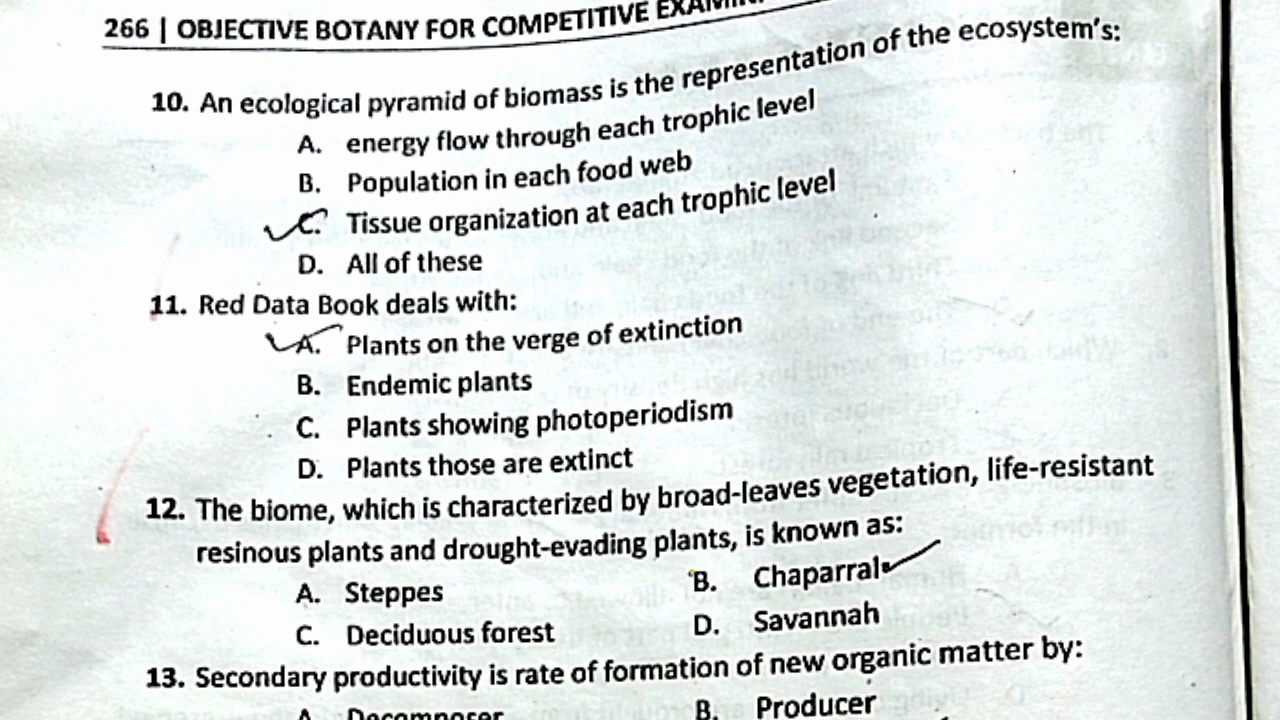 266 | OBJECTIVE BOTANY FOR COMPETITIVE
10. An ecological pyramid of biomass is the representation of the ecosystem's:
A. energy flow through each trophic level
B. Population in each food web
C. Tissue organization at each trophic level
D. All of these
11. Red Data Book deals with:
A. Plants on the verge of extinction
B. Endemic plants
C. Plants showing photoperiodism
D. Plants those are extinct
12. The biome, which is characterized by broad-leaves vegetation, life-resistant
resinous plants and drought-evading plants, is known as:
A. Steppes B. Chaparral
C. Deciduous forest D. Savannah
13. Secondary productivity is rate of formation of new organic matter by:
A. Decomposer B. Producer